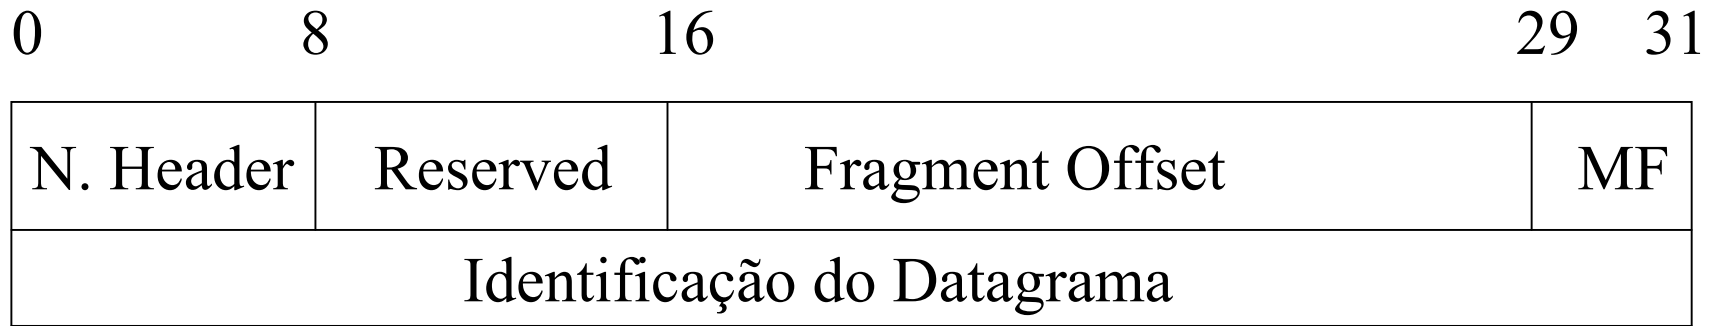 0 8 16 29 31
N. Header Reserved Fragment Offset MF
Identificação do Datagrama